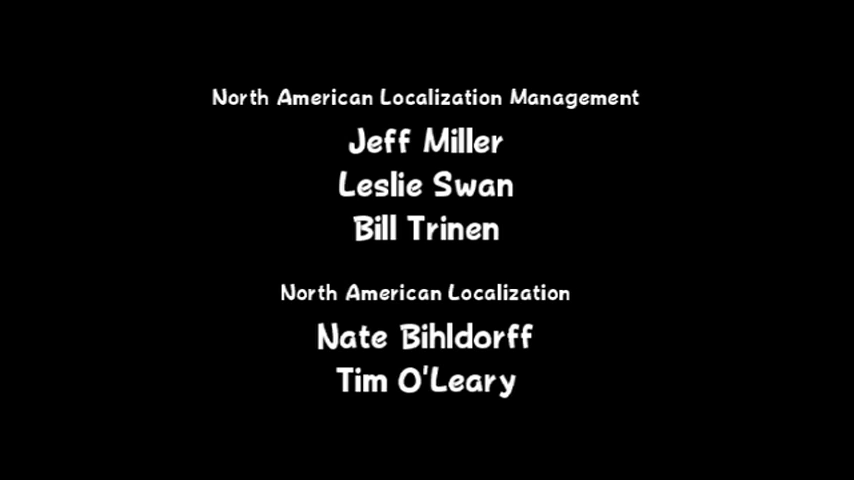 North American Localization Management
Jeff Miller
Leslie Swan
Bill Trinen
North American Localization
Nate Bihldorff
Tim O'Leary